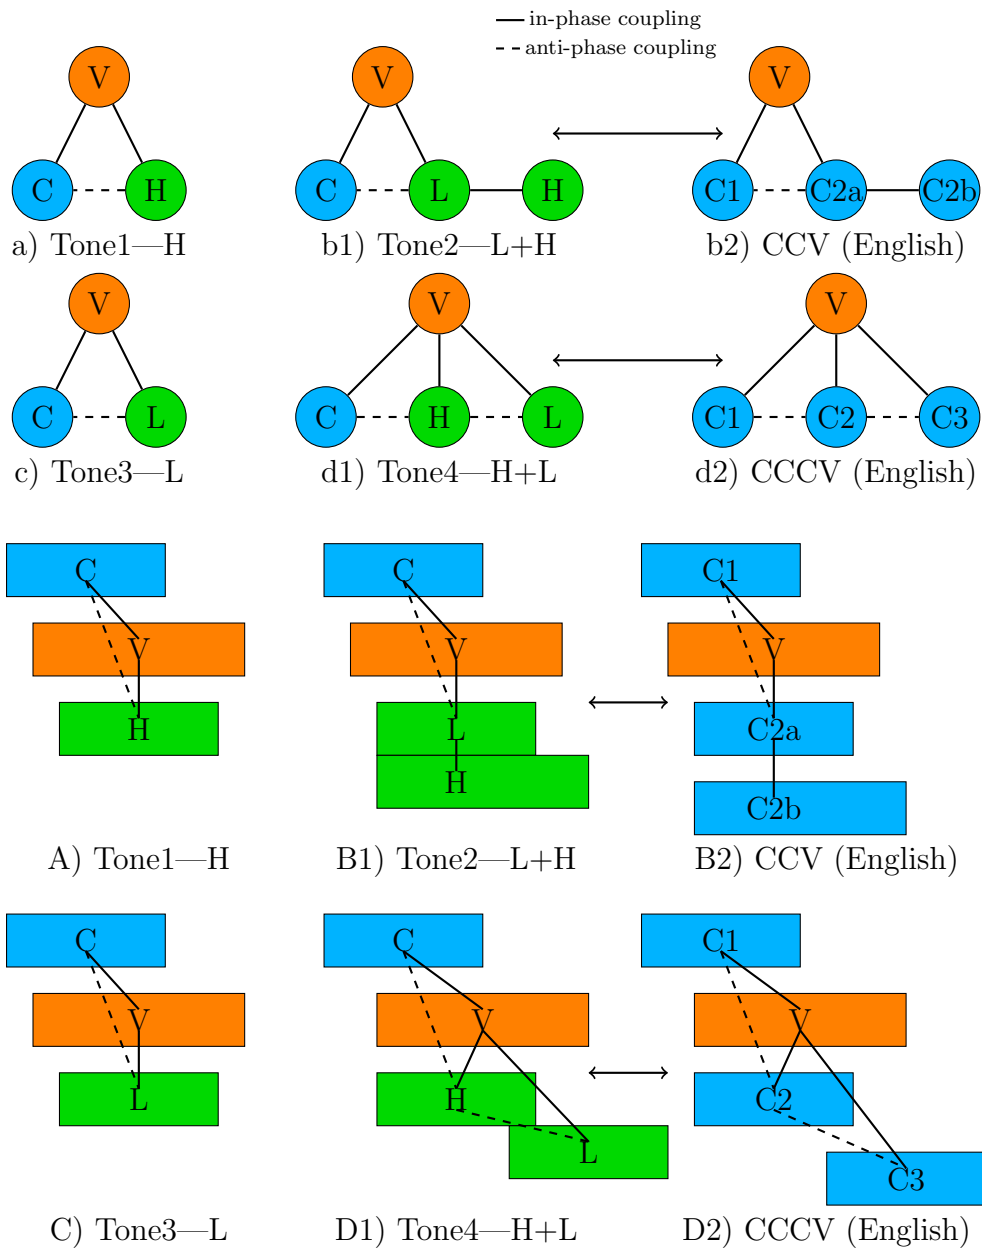 in-phase coupling
anti-phase coupling
V V V
C H C L H C1 C2a C2b
a) Tone1—H b1) Tone2—L+H b2) CCV (English)
V V V
C L C H L C1 C2 C3
c) Tone3—L d1) Tone4—H+L d2) CCCV (English)
C C C1
V V V
H L C2a
H C2b
A) Tone1—H B1) Tone2—L+H B2) CCV (English)
C C C1
V V V
L H C2
L C3
C) Tone3—L D1) Tone4—H+L D2) CCCV (English)